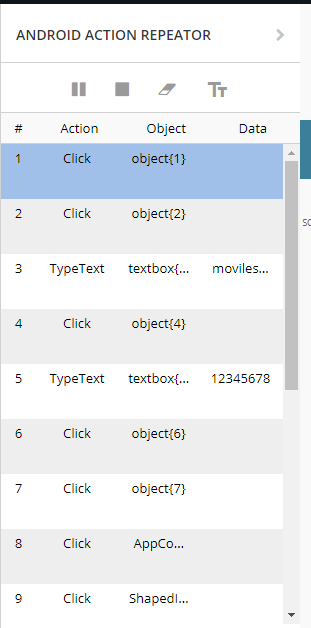 ANDROID ACTION REPEATOR
# Action Object Data
1 Click object{1}
2 Click object{2}
3 TypeText textbox{... moviles...
4 Click object{4}
5 TypeText textbox{... 12345678
6 Click object{6}
7 Click object{7}
8 Click AppCo...
9 Click ShapedI...